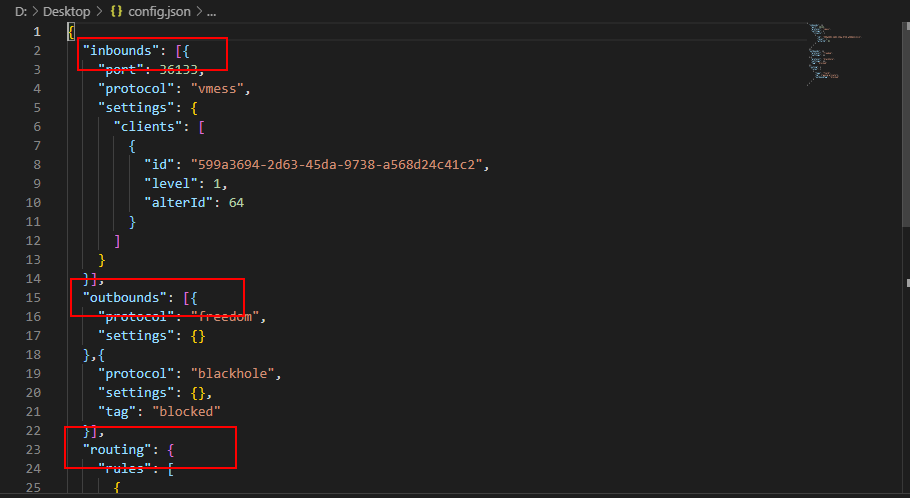 D: > Desktop > {} config.json > ...
1 {
2 "inbounds": [{
3 "port": 36133,
4 "protocol": "vmess",
5 "settings": {
6 "clients": [
7 {
8 "id": "599a3694-2d63-45da-9738-a568d24c41c2",
9 "level": 1,
10 "alterId": 64
11 }
12 ]
13 }
14 }],
15 "outbounds": [{
16 "protocol": "freedom",
17 "settings": {}
18 },{
19 "protocol": "blackhole",
20 "settings": {},
21 "tag": "blocked"
22 }],
23 "routing": {
24 "rules": [
25 {